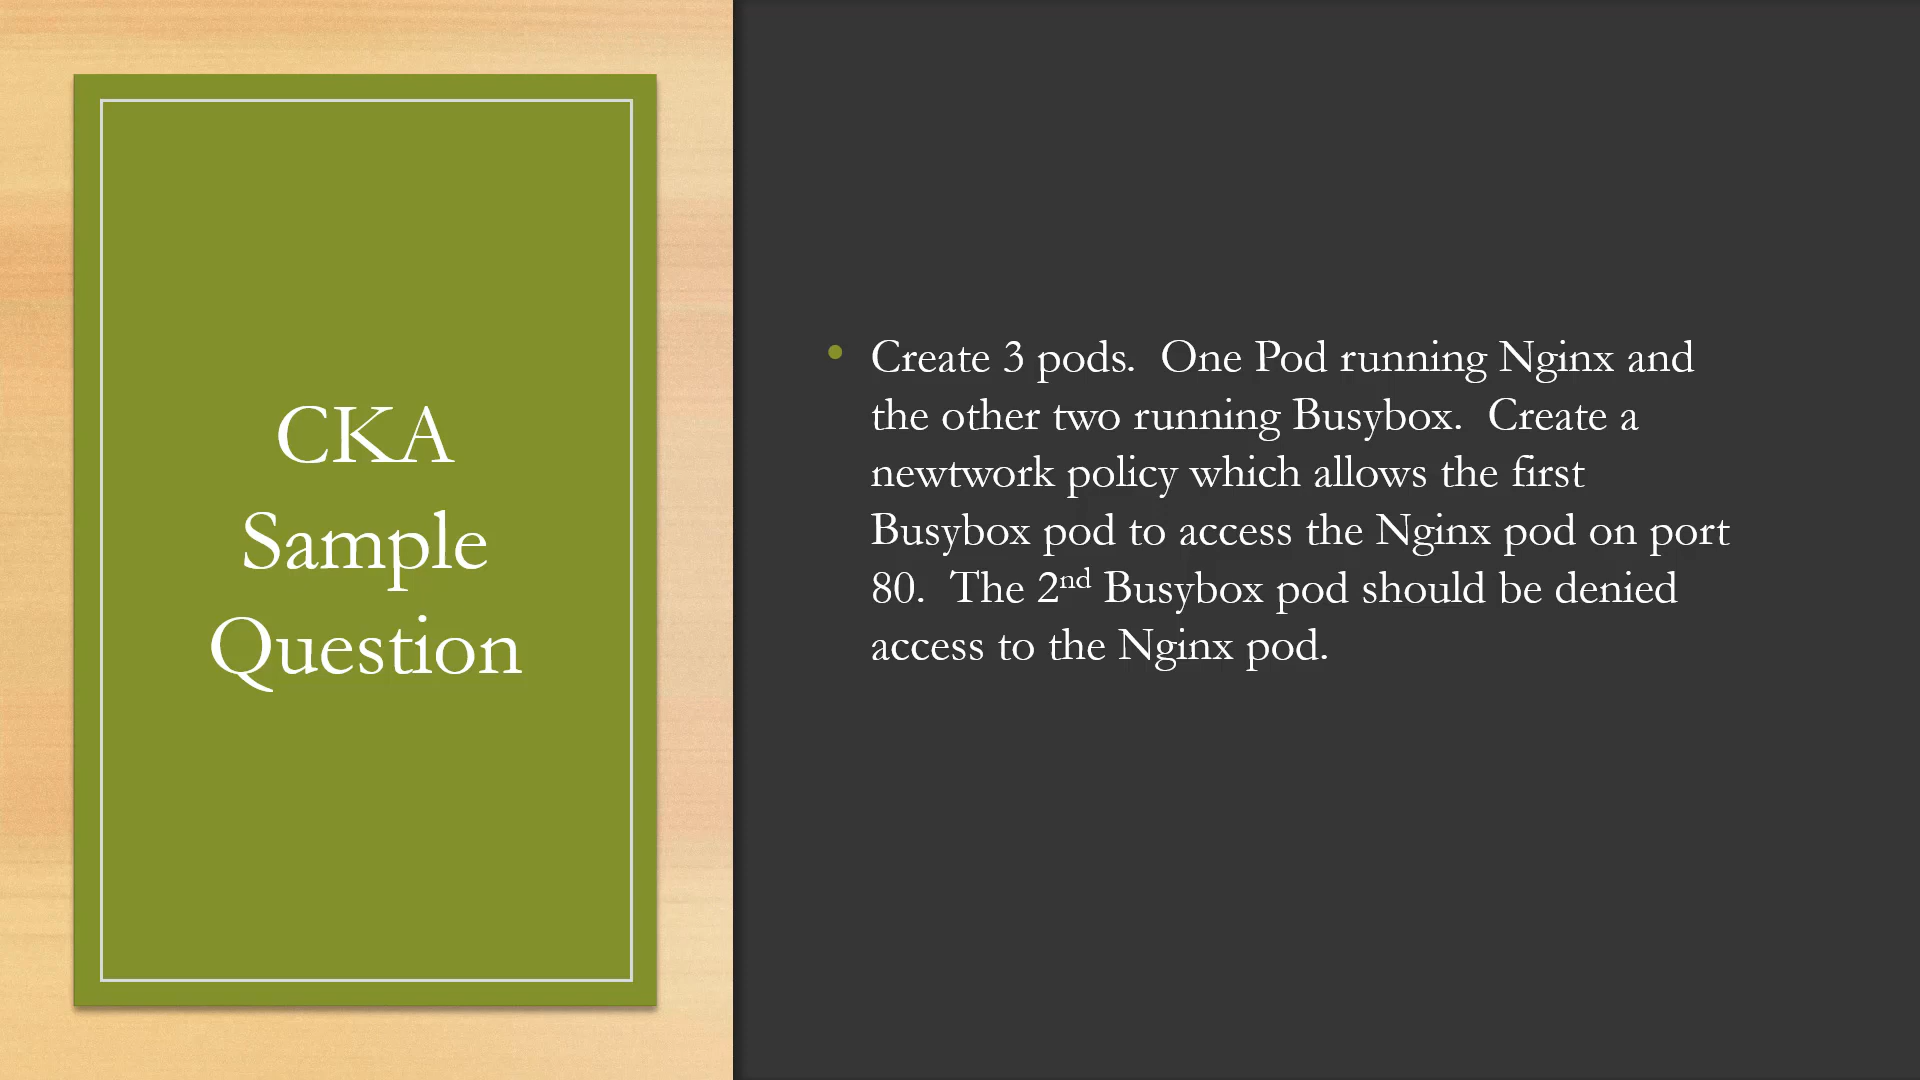 CKA
Sample
Question
• Create 3 pods.  One Pod running Nginx and
the other two running Busybox.  Create a
newtwork policy which allows the first
Busybox pod to access the Nginx pod on port
80.  The 2nd Busybox pod should be denied
access to the Nginx pod.